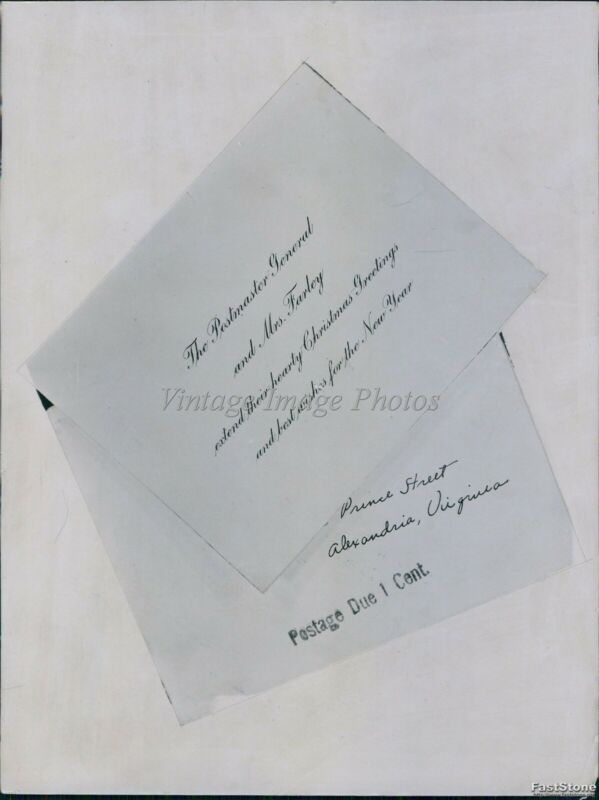 The Postmaster General
and Mrs. Farley
extend their hearty Christmas Greetings
and best wishes for the New Year
Vintage Image Photos
Prince Street
Alexandria, Virginia
Postage Due 1 Cent.
FastStone